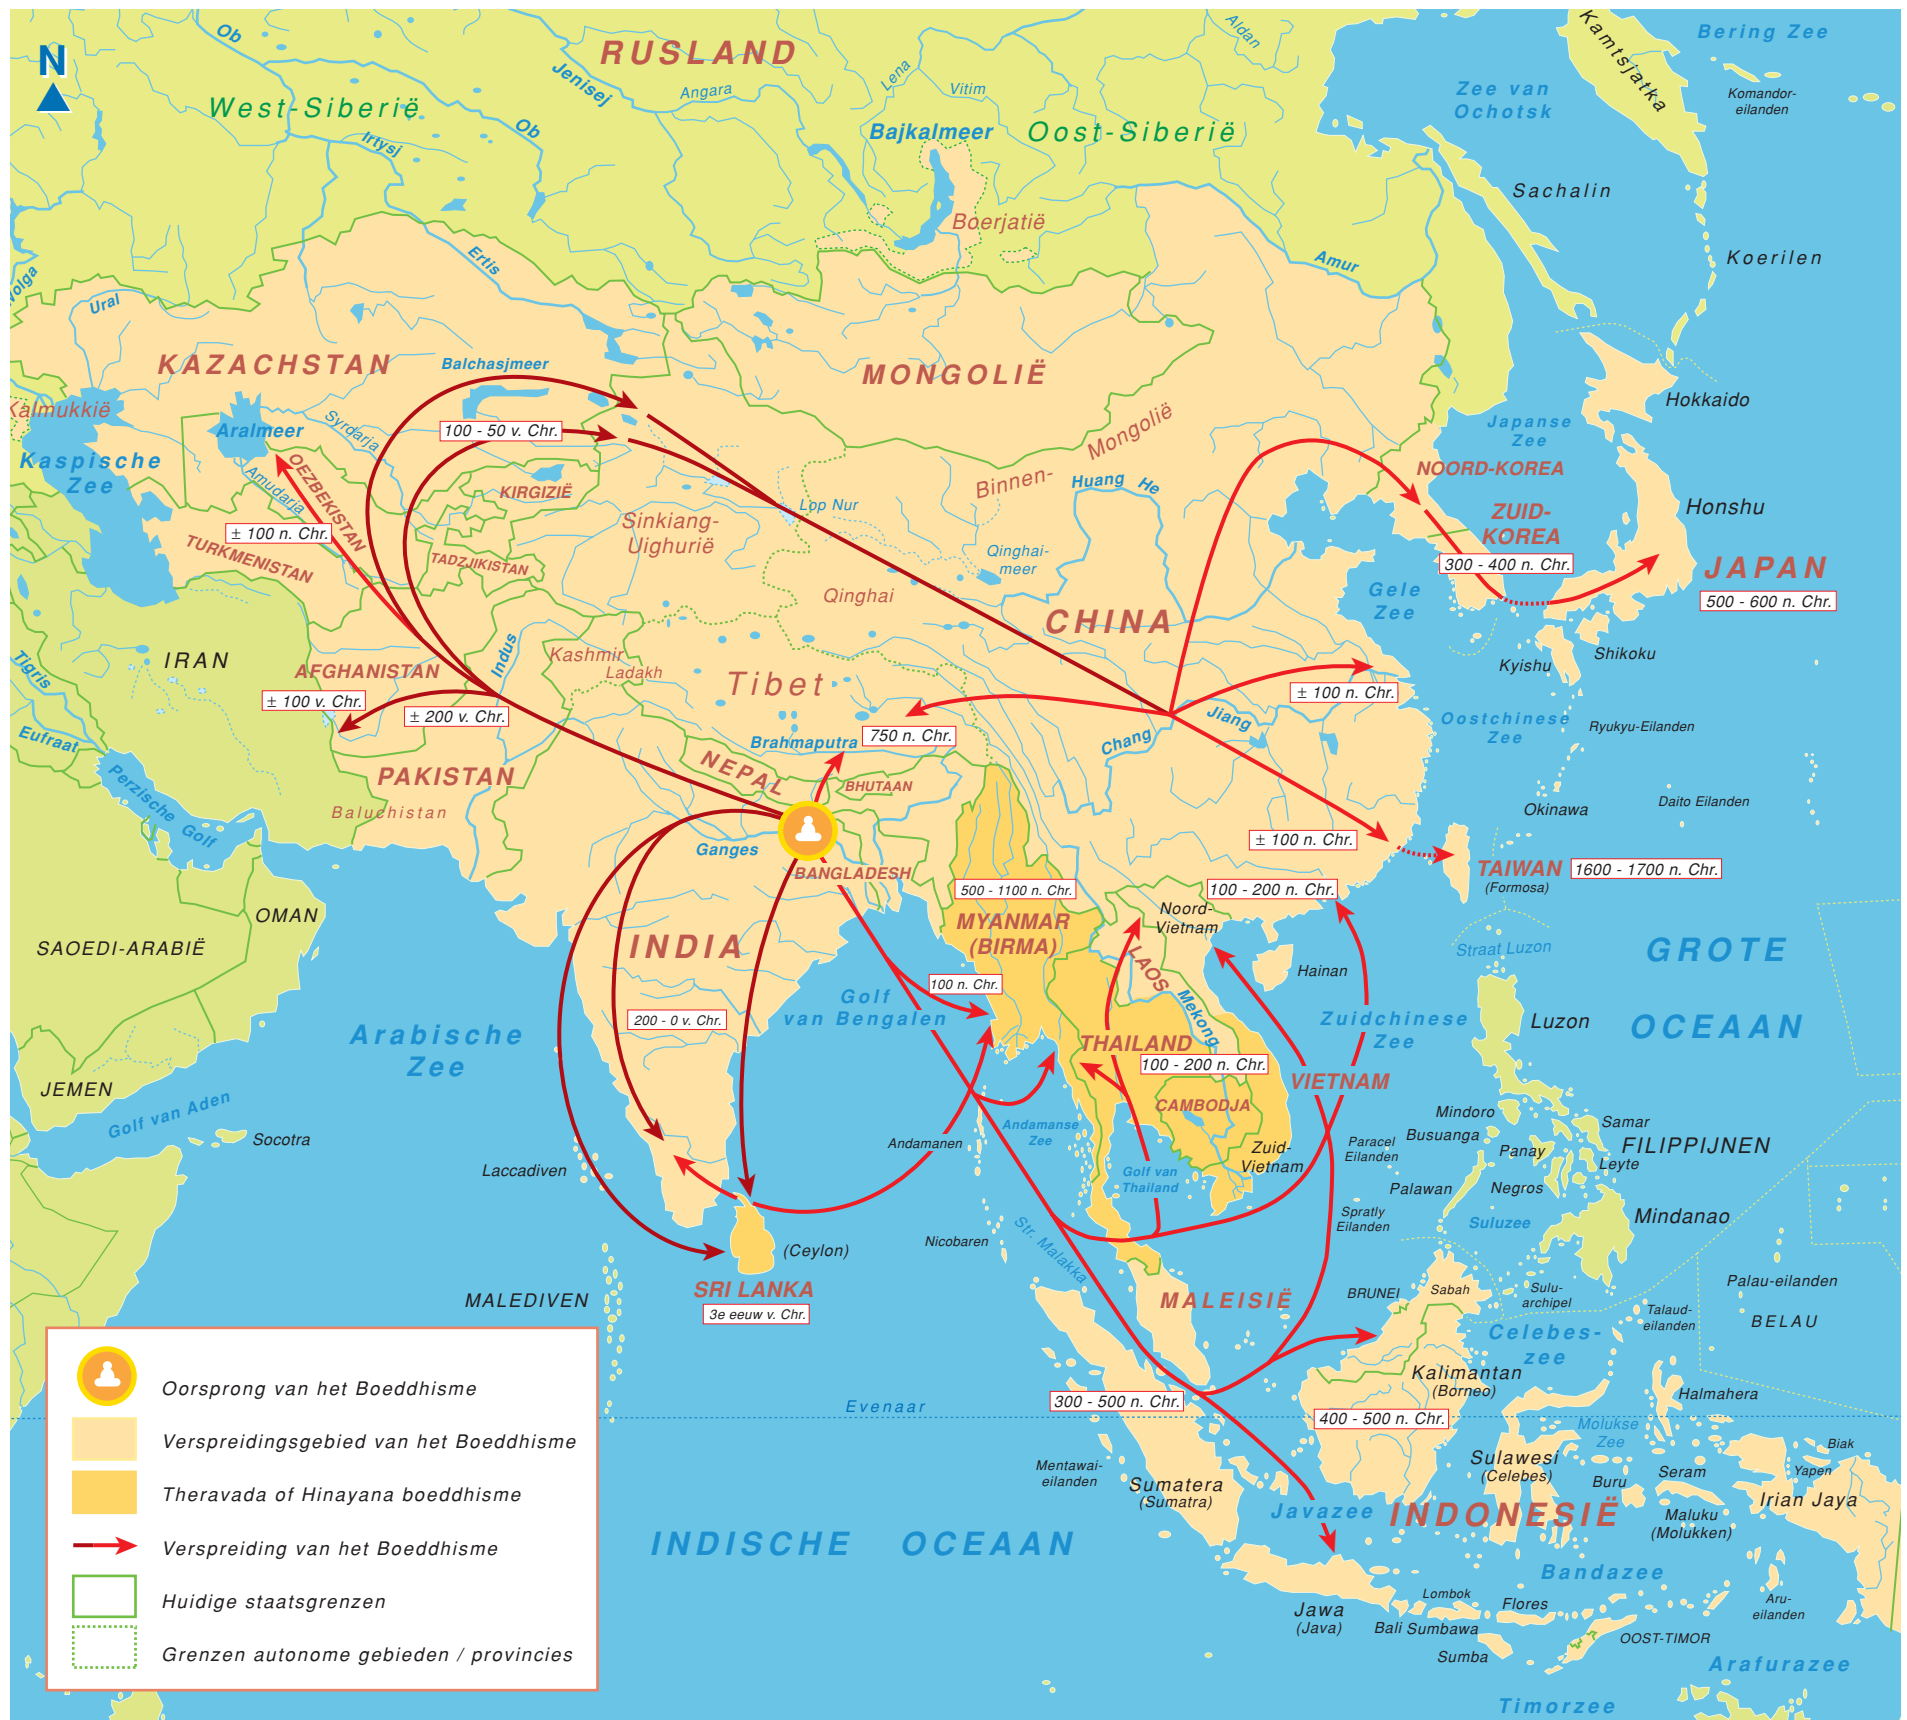 N
RUSLAND
Ob
Jenisej
Angara
Lena
Vitim
Aldan
Kamtsjatka
Bering Zee
Komandor-
eilanden
Zee van
Ochotsk
West-Siberië
Irtysj
Ob
Bajkalmeer
Oost-Siberië
Sachalin
Boerjatië
Koerilen
Amur
Ertis
Volga
Ural
KAZACHSTAN
Balchasjmeer
MONGOLIË
Hokkaido
Kalmukkië
Aralmeer
Syrdarja
100 - 50 v. Chr.
Mongolië
Binnen-
Japanse
Zee
Kaspische
Zee
OEZBEKISTAN
Amudarja
KIRGIZIË
Huang He
NOORD-KOREA
Lop Nur
Honshu
ZUID-
KOREA
± 100 n. Chr.
Sinkiang-
Uighurië
TURKMENISTAN
TADZJIKISTAN
Qinghai-
meer
300 - 400 n. Chr.
JAPAN
500 - 600 n. Chr.
Qinghai
CHINA
Gele
Zee
Tigris
IRAN
Indus
Kashmir
Ladakh
AFGHANISTAN
Tibet
Kyishu
Shikoku
± 100 v. Chr.
± 200 v. Chr.
± 100 n. Chr.
Jiang
Chang
Oostchinese
Zee
Ryukyu-Eilanden
Eufraat
Brahmaputra
750 n. Chr.
NEPAL
BHUTAAN
PAKISTAN
Baluchistan
Perzische Golf
Okinawa
Daito Eilanden
Ganges
± 100 n. Chr.
BANGLADESH
TAIWAN
(Formosa)
1600 - 1700 n. Chr.
500 - 1100 n. Chr.
100 - 200 n. Chr.
OMAN
MYANMAR
(BIRMA)
Noord-
Vietnam
SAOEDI-ARABIË
INDIA
LAOS
Straat Luzon
GROTE
OCEAAN
Hainan
100 n. Chr.
Golf
van Bengalen
Mekong
Arabische
Zee
200 - 0 v. Chr.
Zuidchinese
Zee
Luzon
THAILAND
100 - 200 n. Chr.
JEMEN
VIETNAM
Golf van Aden
CAMBODJA
Mindoro
Samar
Busuanga
FILIPPIJNEN
Socotra
Andamanen
Andamanse
Zee
Paracel
Eilanden
Panay
Leyte
Laccadiven
Golf van
Thailand
Zuid-
Vietnam
Palawan
Negros
Spratly
Eilanden
Suluzee
Mindanao
Nicobaren
Str. Malakka
(Ceylon)
SRI LANKA
3e eeuw v. Chr.
MALEDIVEN
MALEISIË
BRUNEI
Sabah
Sulu-
archipel
Palau-eilanden
Talaud-
eilanden
BELAU
Celebes-
zee
Kalimantan
(Borneo)
Halmahera
Evenaar
300 - 500 n. Chr.
400 - 500 n. Chr.
Molukse
Zee
Biak
Mentawai-
eilanden
Sumatera
(Sumatra)
Sulawesi
(Celebes)
Buru
Seram
Yapen
Irian Jaya
Javazee
INDONESIË
Maluku
(Molukken)
INDISCHE OCEAAN
Bandazee
Lombok
Flores
Aru-
eilanden
Jawa
(Java)
Bali
Sumbawa
OOST-TIMOR
Sumba
Arafurazee
Timorzee
Oorsprong van het Boeddhisme
Verspreidingsgebied van het Boeddhisme
Theravada of Hinayana boeddhisme
Verspreiding van het Boeddhisme
Huidige staatsgrenzen
Grenzen autonome gebieden / provincies